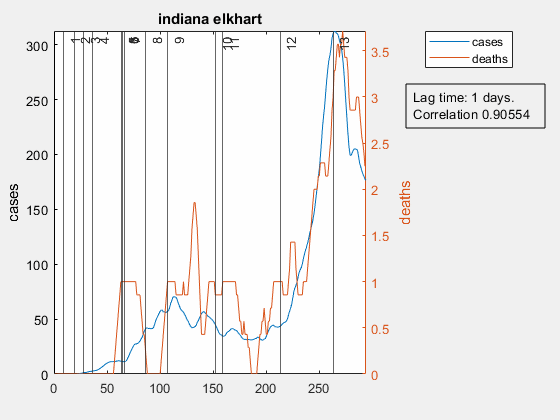 indiana elkhart
1 2 3 4
8 9 10 11 12 13
300
250
200
150
100
50
0
cases
0 50 100 150 200 250
3.5
3
2.5
2
1.5
1
0.5
0
deaths
cases
deaths
Lag time: 1 days.
Correlation 0.90554